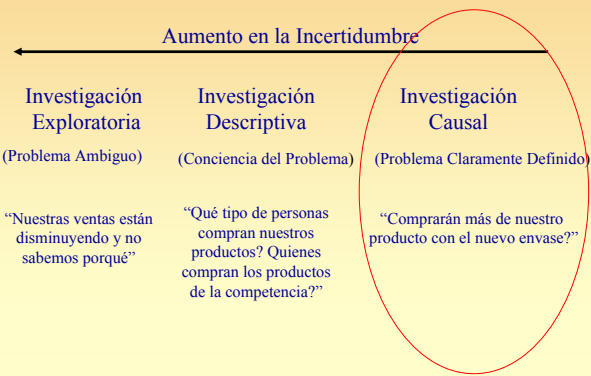 Aumento en la Incertidumbre
Investigación
Exploratoria
(Problema Ambiguo)
“Nuestras ventas están
disminuyendo y no
sabemos porqué”
Investigación
Descriptiva
(Conciencia del Problema)
“Qué tipo de personas
compran nuestros
productos? Quienes
compran los productos
de la competencia?”
Investigación
Causal
(Problema Claramente Definido)
“Comprarán más de nuestro
producto con el nuevo envase?”